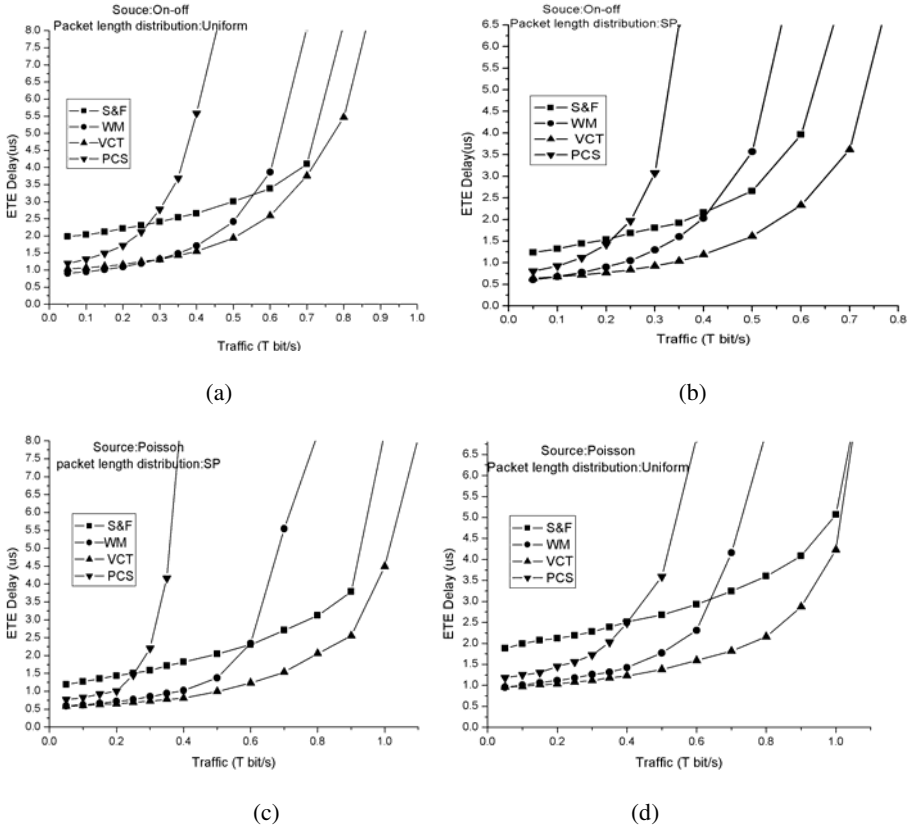 Souce:On-off
Packet length distribution:Uniform
8.0
7.5
7.0
6.5
6.0
5.5
5.0
4.5
4.0
3.5
3.0
2.5
2.0
1.5
1.0
0.5
0.0
ETE Delay(us)
S&F
WM
VCT
PCS
0.0 0.1 0.2 0.3 0.4 0.5 0.6 0.7 0.8 0.9 1.0
Traffic (T bit/s)
(a)
Souce:On-off
Packet length distribution:SP
6.5
6.0
5.5
5.0
4.5
4.0
3.5
3.0
2.5
2.0
1.5
1.0
0.5
0.0
ETE Delay(us)
S&F
WM
VCT
PCS
0.0 0.1 0.2 0.3 0.4 0.5 0.6 0.7 0.8
Traffic (T bit/s)
(b)
Source:Poisson
packet length distribution:SP
8.0
7.5
7.0
6.5
6.0
5.5
5.0
4.5
4.0
3.5
3.0
2.5
2.0
1.5
1.0
0.5
0.0
ETE Delay (us)
S&F
WM
VCT
PCS
0.0 0.2 0.4 0.6 0.8 1.0
Traffic (T bit/s)
(c)
Source:Poisson
Packet length distribution:Uniform
6.5
6.0
5.5
5.0
4.5
4.0
3.5
3.0
2.5
2.0
1.5
1.0
0.5
0.0
ETE Delay (us)
S&F
WM
VCT
PCS
0.0 0.2 0.4 0.6 0.8 1.0
Traffic (T bit/s)
(d)